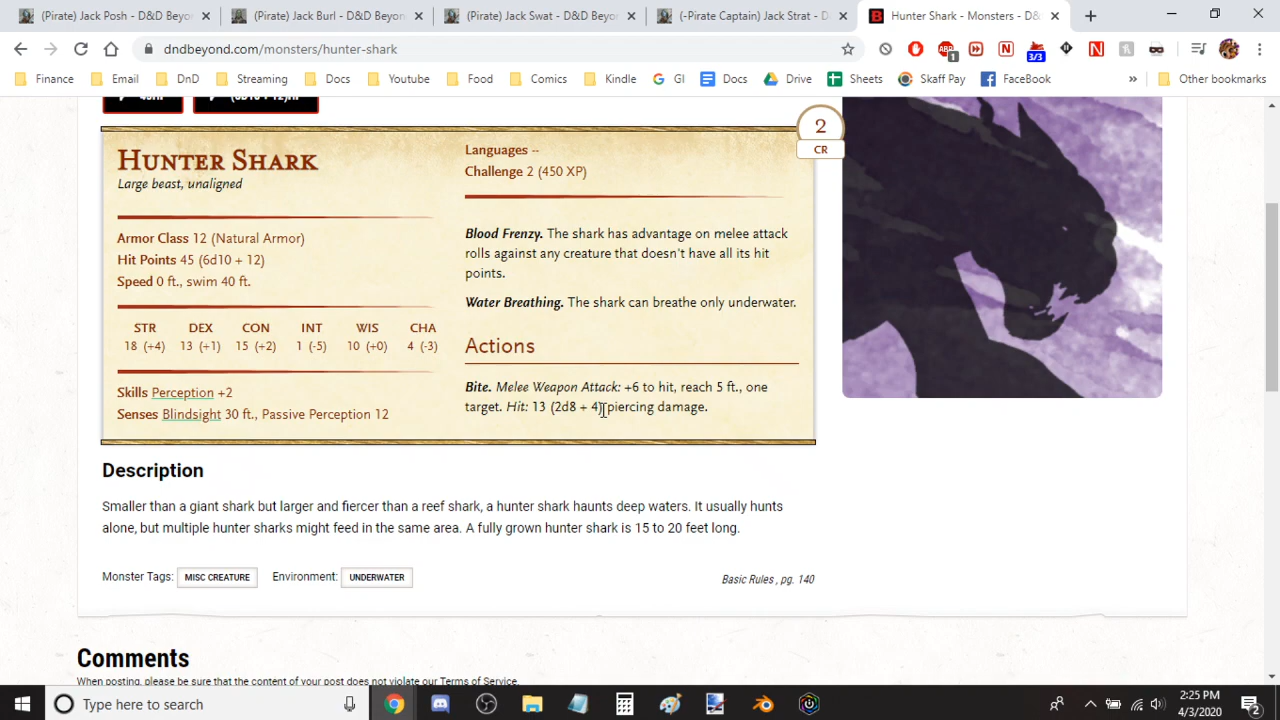 (Pirate) Jack Posh - D&D Beyo
(Pirate) Jack Burl - D&D Beyon
(Pirate) Jack Swat - D&D Beyo
(-Pirate Captain) Jack Strat - D
Hunter Shark - Monsters - D&
dndbeyond.com/monsters/hunter-shark
Finance
Email
DnD
Streaming
Docs
Youtube
Food
Comics
Kindle
GI
Docs
Drive
Sheets
Skaff Pay
FaceBook
Other bookmarks
2
CR
Hunter Shark
Large beast, unaligned
Armor Class 12 (Natural Armor)
Hit Points 45 (6d10 + 12)
Speed 0 ft., swim 40 ft.
STR DEX CON INT WIS CHA
18 (+4) 13 (+1) 15 (+2) 1 (-5) 10 (+0) 4 (-3)
Skills Perception +2
Senses Blindsight 30 ft., Passive Perception 12
Languages --
Challenge 2 (450 XP)
Blood Frenzy. The shark has advantage on melee attack
rolls against any creature that doesn't have all its hit
points.
Water Breathing. The shark can breathe only underwater.
Actions
Bite. Melee Weapon Attack: +6 to hit, reach 5 ft., one
target. Hit: 13 (2d8 + 4) piercing damage.
Description
Smaller than a giant shark but larger and fiercer than a reef shark, a hunter shark haunts deep waters. It usually hunts
alone, but multiple hunter sharks might feed in the same area. A fully grown hunter shark is 15 to 20 feet long.
Monster Tags: MISC CREATURE Environment: UNDERWATER
Basic Rules , pg. 140
Comments
When posting, please be sure that the content of your post does not violate our Terms of Service.
Type here to search
2:25 PM
4/3/2020
2